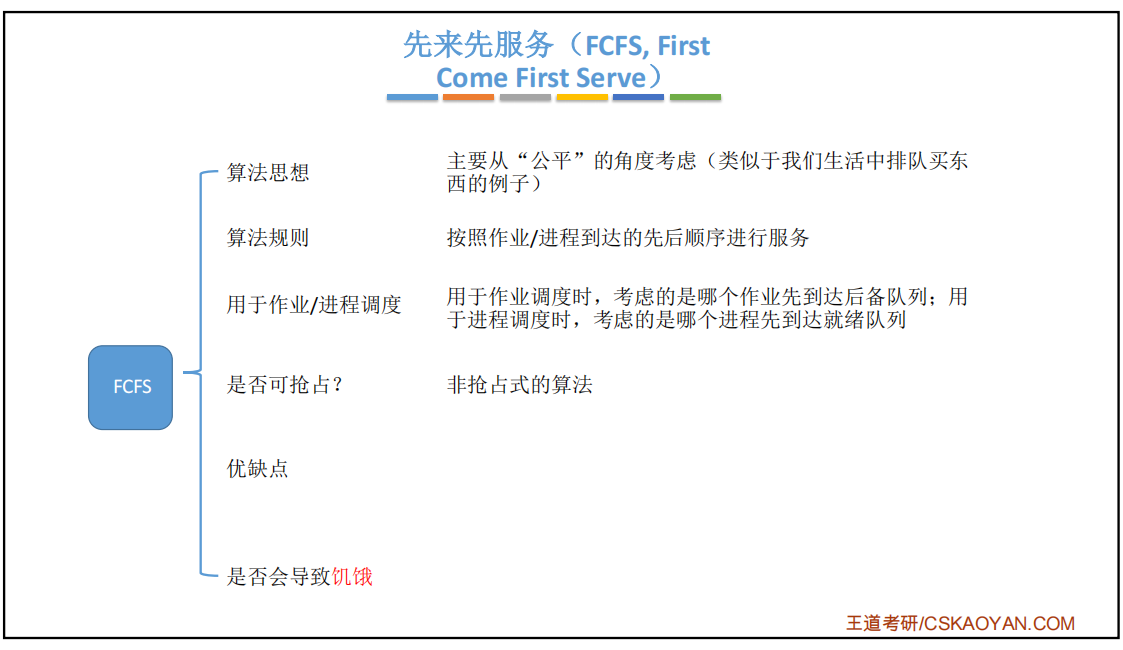 先来先服务（FCFS, First
Come First Serve）
算法思想
主要从“公平”的角度考虑（类似于我们生活中排队买东
西的例子）
算法规则
按照作业/进程到达的先后顺序进行服务
用于作业/进程调度
用于作业调度时，考虑的是哪个作业先到达后备队列；用
于进程调度时，考虑的是哪个进程先到达就绪队列
FCFS
是否可抢占？
非抢占式的算法
优缺点
是否会导致饥饿
王道考研/CSKAOYAN.COM